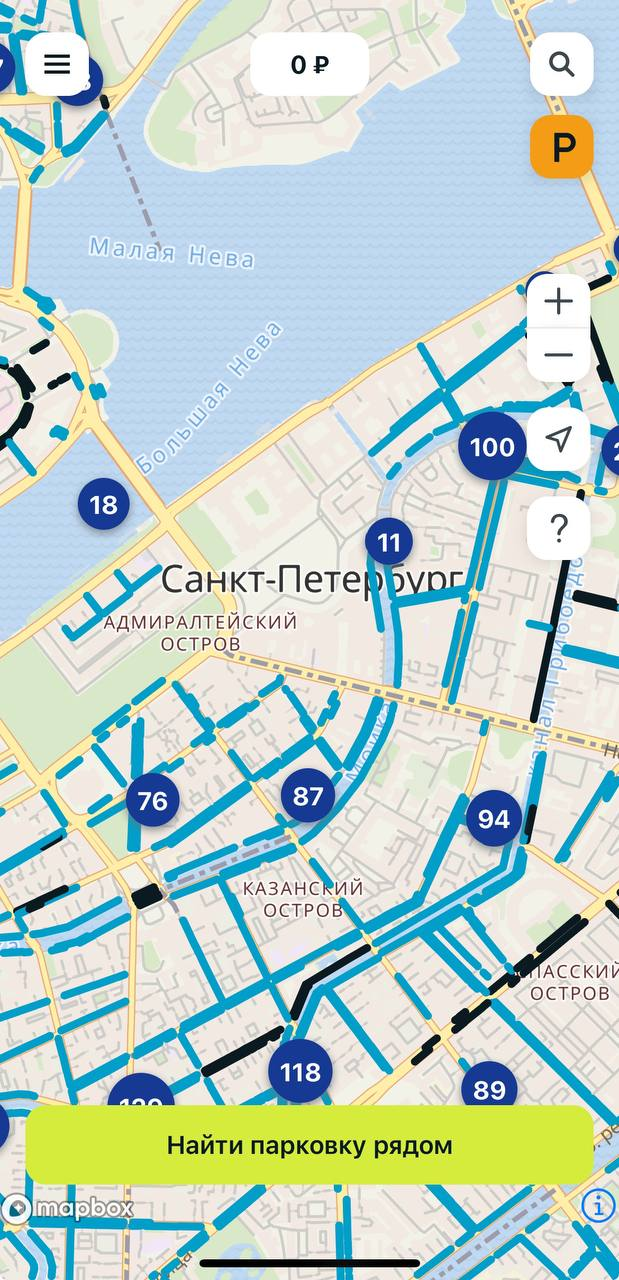 0 ₽
P
Малая Нева
Большая Нева
100
18
11
Санкт-Петербург
АДМИРАЛТЕЙСКИЙ
ОСТРОВ
?
Мойка
76
87
94
КАЗАНСКИЙ
ОСТРОВ
СПАССКИЙ
ОСТРОВ
118
89
Найти парковку рядом
mapbox
i